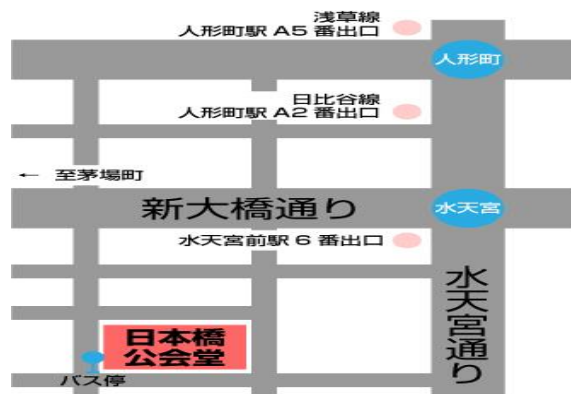 浅草線
人形町駅 A5 番出口
人形町
日比谷線
人形町駅 A2 番出口
← 至茅場町
新大橋通り
水天宮
水天宮前駅 6 番出口
水天宮通り
日本橋
公会堂
バス停